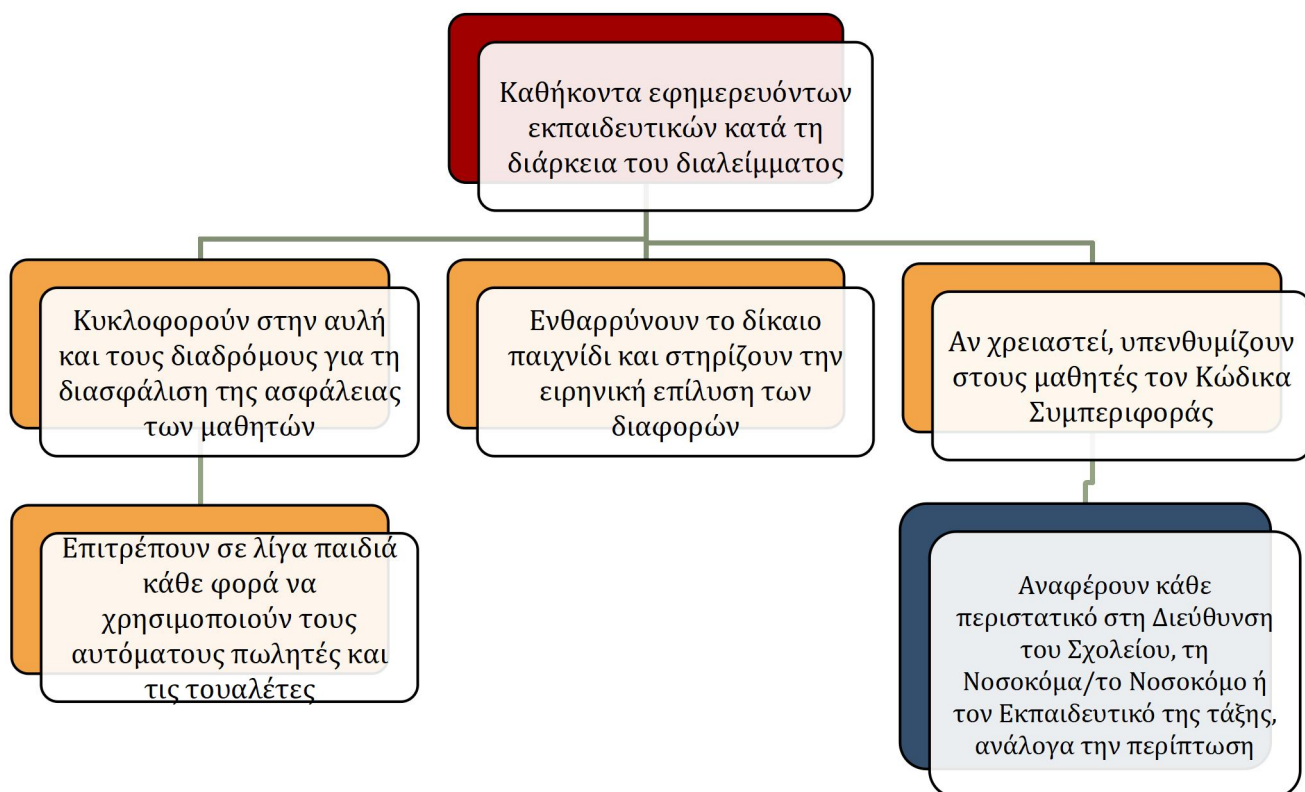 Καθήκοντα εφημερευόντων
εκπαιδευτικών κατά τη
διάρκεια του διαλείμματος
Κυκλοφορούν στην αυλή
και τους διαδρόμους για τη
διασφάλιση της ασφάλειας
των μαθητών
Ενθαρρύνουν το δίκαιο
παιχνίδι και στηρίζουν την
ειρηνική επίλυση των
διαφορών
Αν χρειαστεί, υπενθυμίζουν
στους μαθητές τον Κώδικα
Συμπεριφοράς
Επιτρέπουν σε λίγα παιδιά
κάθε φορά να
χρησιμοποιούν τους
αυτόματους πωλητές και
τις τουαλέτες
Αναφέρουν κάθε
περιστατικό στη Διεύθυνση
του Σχολείου, τη
Νοσοκόμα/το Νοσοκόμο ή
τον Εκπαιδευτικό της τάξης,
ανάλογα την περίπτωση